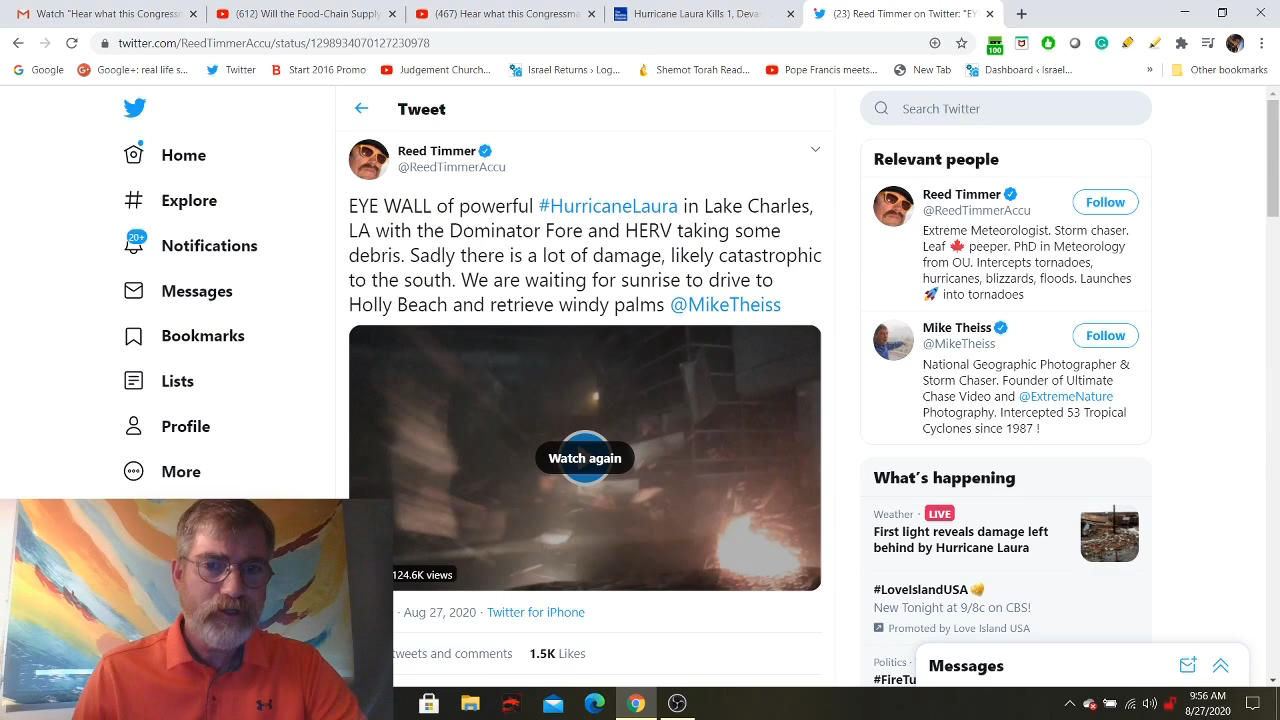 Watch "What this Congress
(612) Will the Food-Chain Supply
(467) How the Mark Cressme
Hurricane Laura Kills 1, Devas
(23) Reed Timmer on Twitter: "EY
twitter.com/ReedTimmerAccu/status/1298934070127230978
100
Google
Google+: real life s...
Twitter
Start 2016 Promo
Judgement Church...
Israel Returns › Log...
Shemot Torah Read...
Pope Francis meets...
New Tab
Dashboard ‹ Israel...
»
Other bookmarks
Home
Explore
20+
Notifications
Messages
Bookmarks
Lists
Profile
More
Tweet
Reed Timmer
@ReedTimmerAccu
EYE WALL of powerful #HurricaneLaura in Lake Charles,
LA with the Dominator Fore and HERV taking some
debris. Sadly there is a lot of damage, likely catastrophic
to the south. We are waiting for sunrise to drive to
Holly Beach and retrieve windy palms @MikeTheiss
Watch again
124.6K views
· Aug 27, 2020 · Twitter for iPhone
tweets and comments 1.5K Likes
Search Twitter
Relevant people
Reed Timmer
Follow
@ReedTimmerAccu
Extreme Meteorologist. Storm chaser.
Leaf 🍁 peeper. PhD in Meteorology
from OU. Intercepts tornadoes,
hurricanes, blizzards, floods. Launches
🚀 into tornadoes
Mike Theiss
Follow
@MikeTheiss
National Geographic Photographer &
Storm Chaser. Founder of Ultimate
Chase Video and @ExtremeNature
Photography. Intercepted 53 Tropical
Cyclones since 1987 !
What's happening
Weather · LIVE
First light reveals damage left
behind by Hurricane Laura
#LoveIslandUSA
New Tonight at 9/8c on CBS!
Promoted by Love Island USA
Politics ·
#FireTu
Messages
9:56 AM
8/27/2020